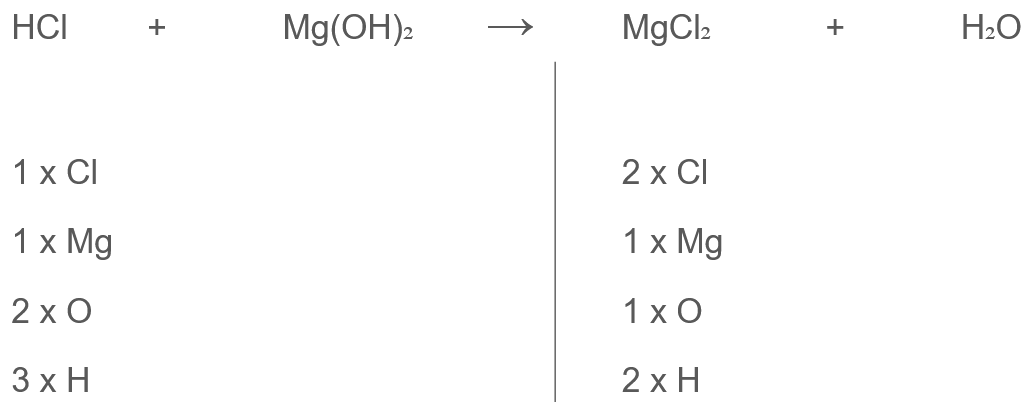 HCl + Mg(OH)₂ ⟶ MgCl₂ + H₂O
1 x Cl 2 x Cl
1 x Mg 1 x Mg
2 x O 1 x O
3 x H 2 x H